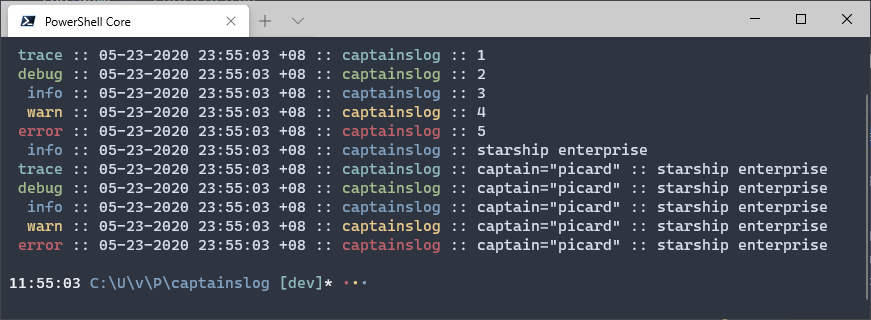 PowerShell Core
trace :: 05-23-2020 23:55:03 +08 :: captainslog :: 1
debug :: 05-23-2020 23:55:03 +08 :: captainslog :: 2
info :: 05-23-2020 23:55:03 +08 :: captainslog :: 3
warn :: 05-23-2020 23:55:03 +08 :: captainslog :: 4
error :: 05-23-2020 23:55:03 +08 :: captainslog :: 5
info :: 05-23-2020 23:55:03 +08 :: captainslog :: starship enterprise
trace :: 05-23-2020 23:55:03 +08 :: captainslog :: captain="picard" :: starship enterprise
debug :: 05-23-2020 23:55:03 +08 :: captainslog :: captain="picard" :: starship enterprise
info :: 05-23-2020 23:55:03 +08 :: captainslog :: captain="picard" :: starship enterprise
warn :: 05-23-2020 23:55:03 +08 :: captainslog :: captain="picard" :: starship enterprise
error :: 05-23-2020 23:55:03 +08 :: captainslog :: captain="picard" :: starship enterprise
11:55:03 C:\U\v\P\captainslog [dev]* ···